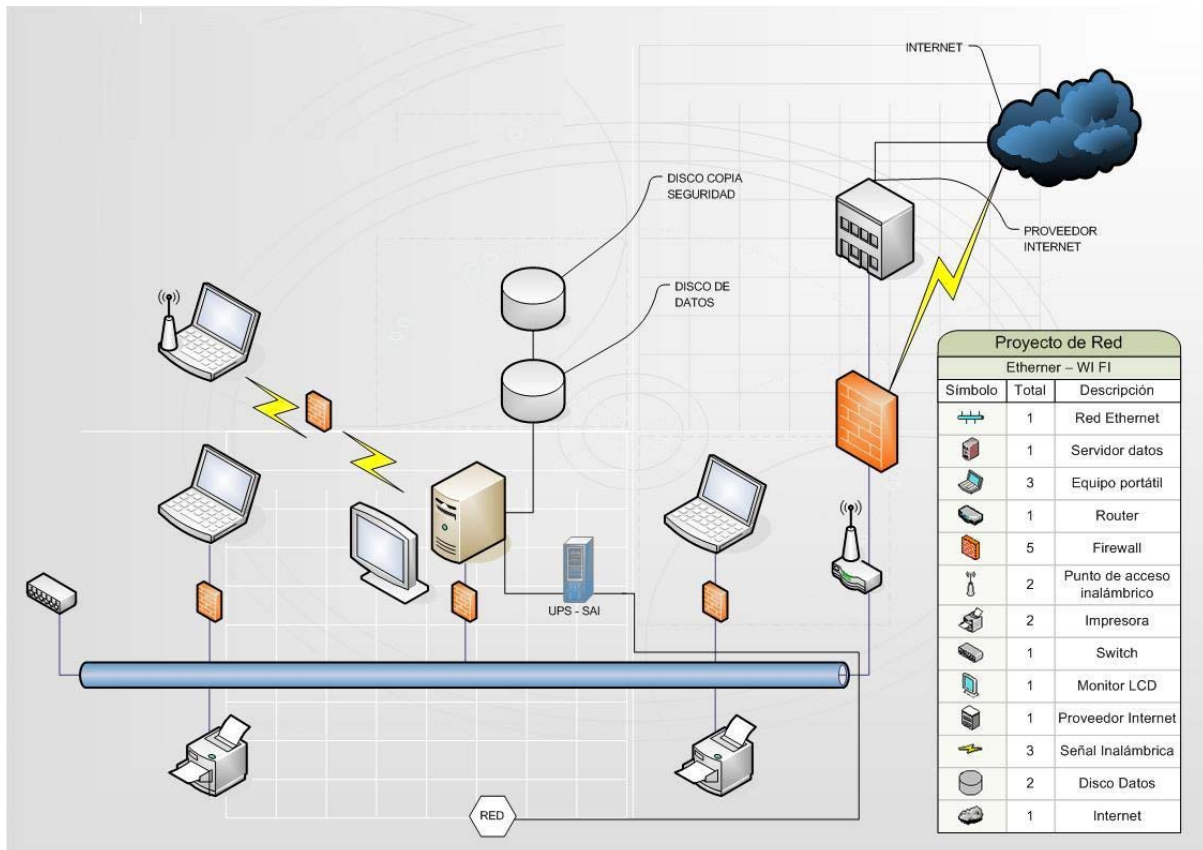 INTERNET
DISCO COPIA
SEGURIDAD
PROVEEDOR
INTERNET
DISCO DE
DATOS
UPS - SAI
RED
Proyecto de Red
Etherner – WI FI
Símbolo Total Descripción
1 Red Ethernet
1 Servidor datos
3 Equipo portátil
1 Router
5 Firewall
2 Punto de acceso
inalámbrico
2 Impresora
1 Switch
1 Monitor LCD
1 Proveedor Internet
3 Señal Inalámbrica
2 Disco Datos
1 Internet